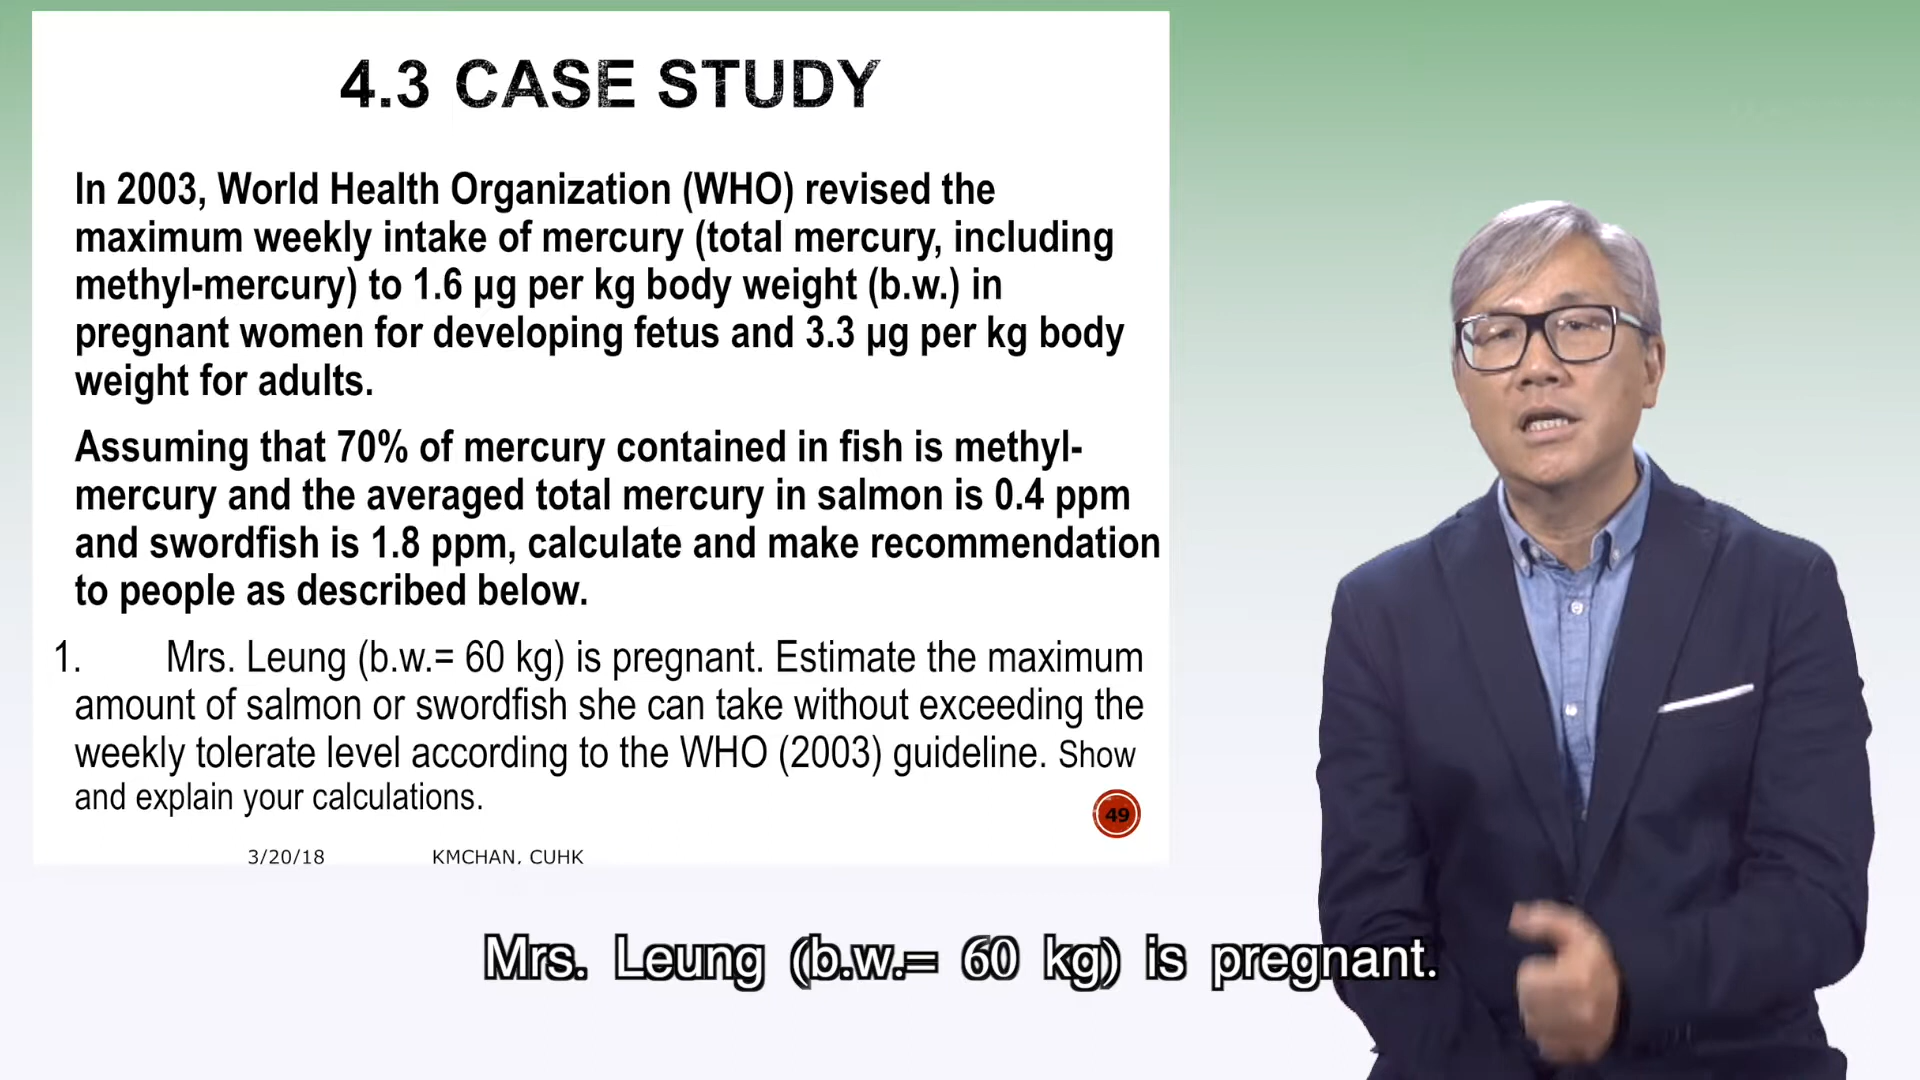 4.3 CASE STUDY
In 2003, World Health Organization (WHO) revised the
maximum weekly intake of mercury (total mercury, including
methyl-mercury) to 1.6 µg per kg body weight (b.w.) in
pregnant women for developing fetus and 3.3 µg per kg body
weight for adults.
Assuming that 70% of mercury contained in fish is methyl-
mercury and the averaged total mercury in salmon is 0.4 ppm
and swordfish is 1.8 ppm, calculate and make recommendation
to people as described below.
1. Mrs. Leung (b.w.= 60 kg) is pregnant. Estimate the maximum
amount of salmon or swordfish she can take without exceeding the
weekly tolerate level according to the WHO (2003) guideline. Show
and explain your calculations.
49
3/20/18 KMCHAN, CUHK
Mrs. Leung (b.w.= 60 kg) is pregnant.